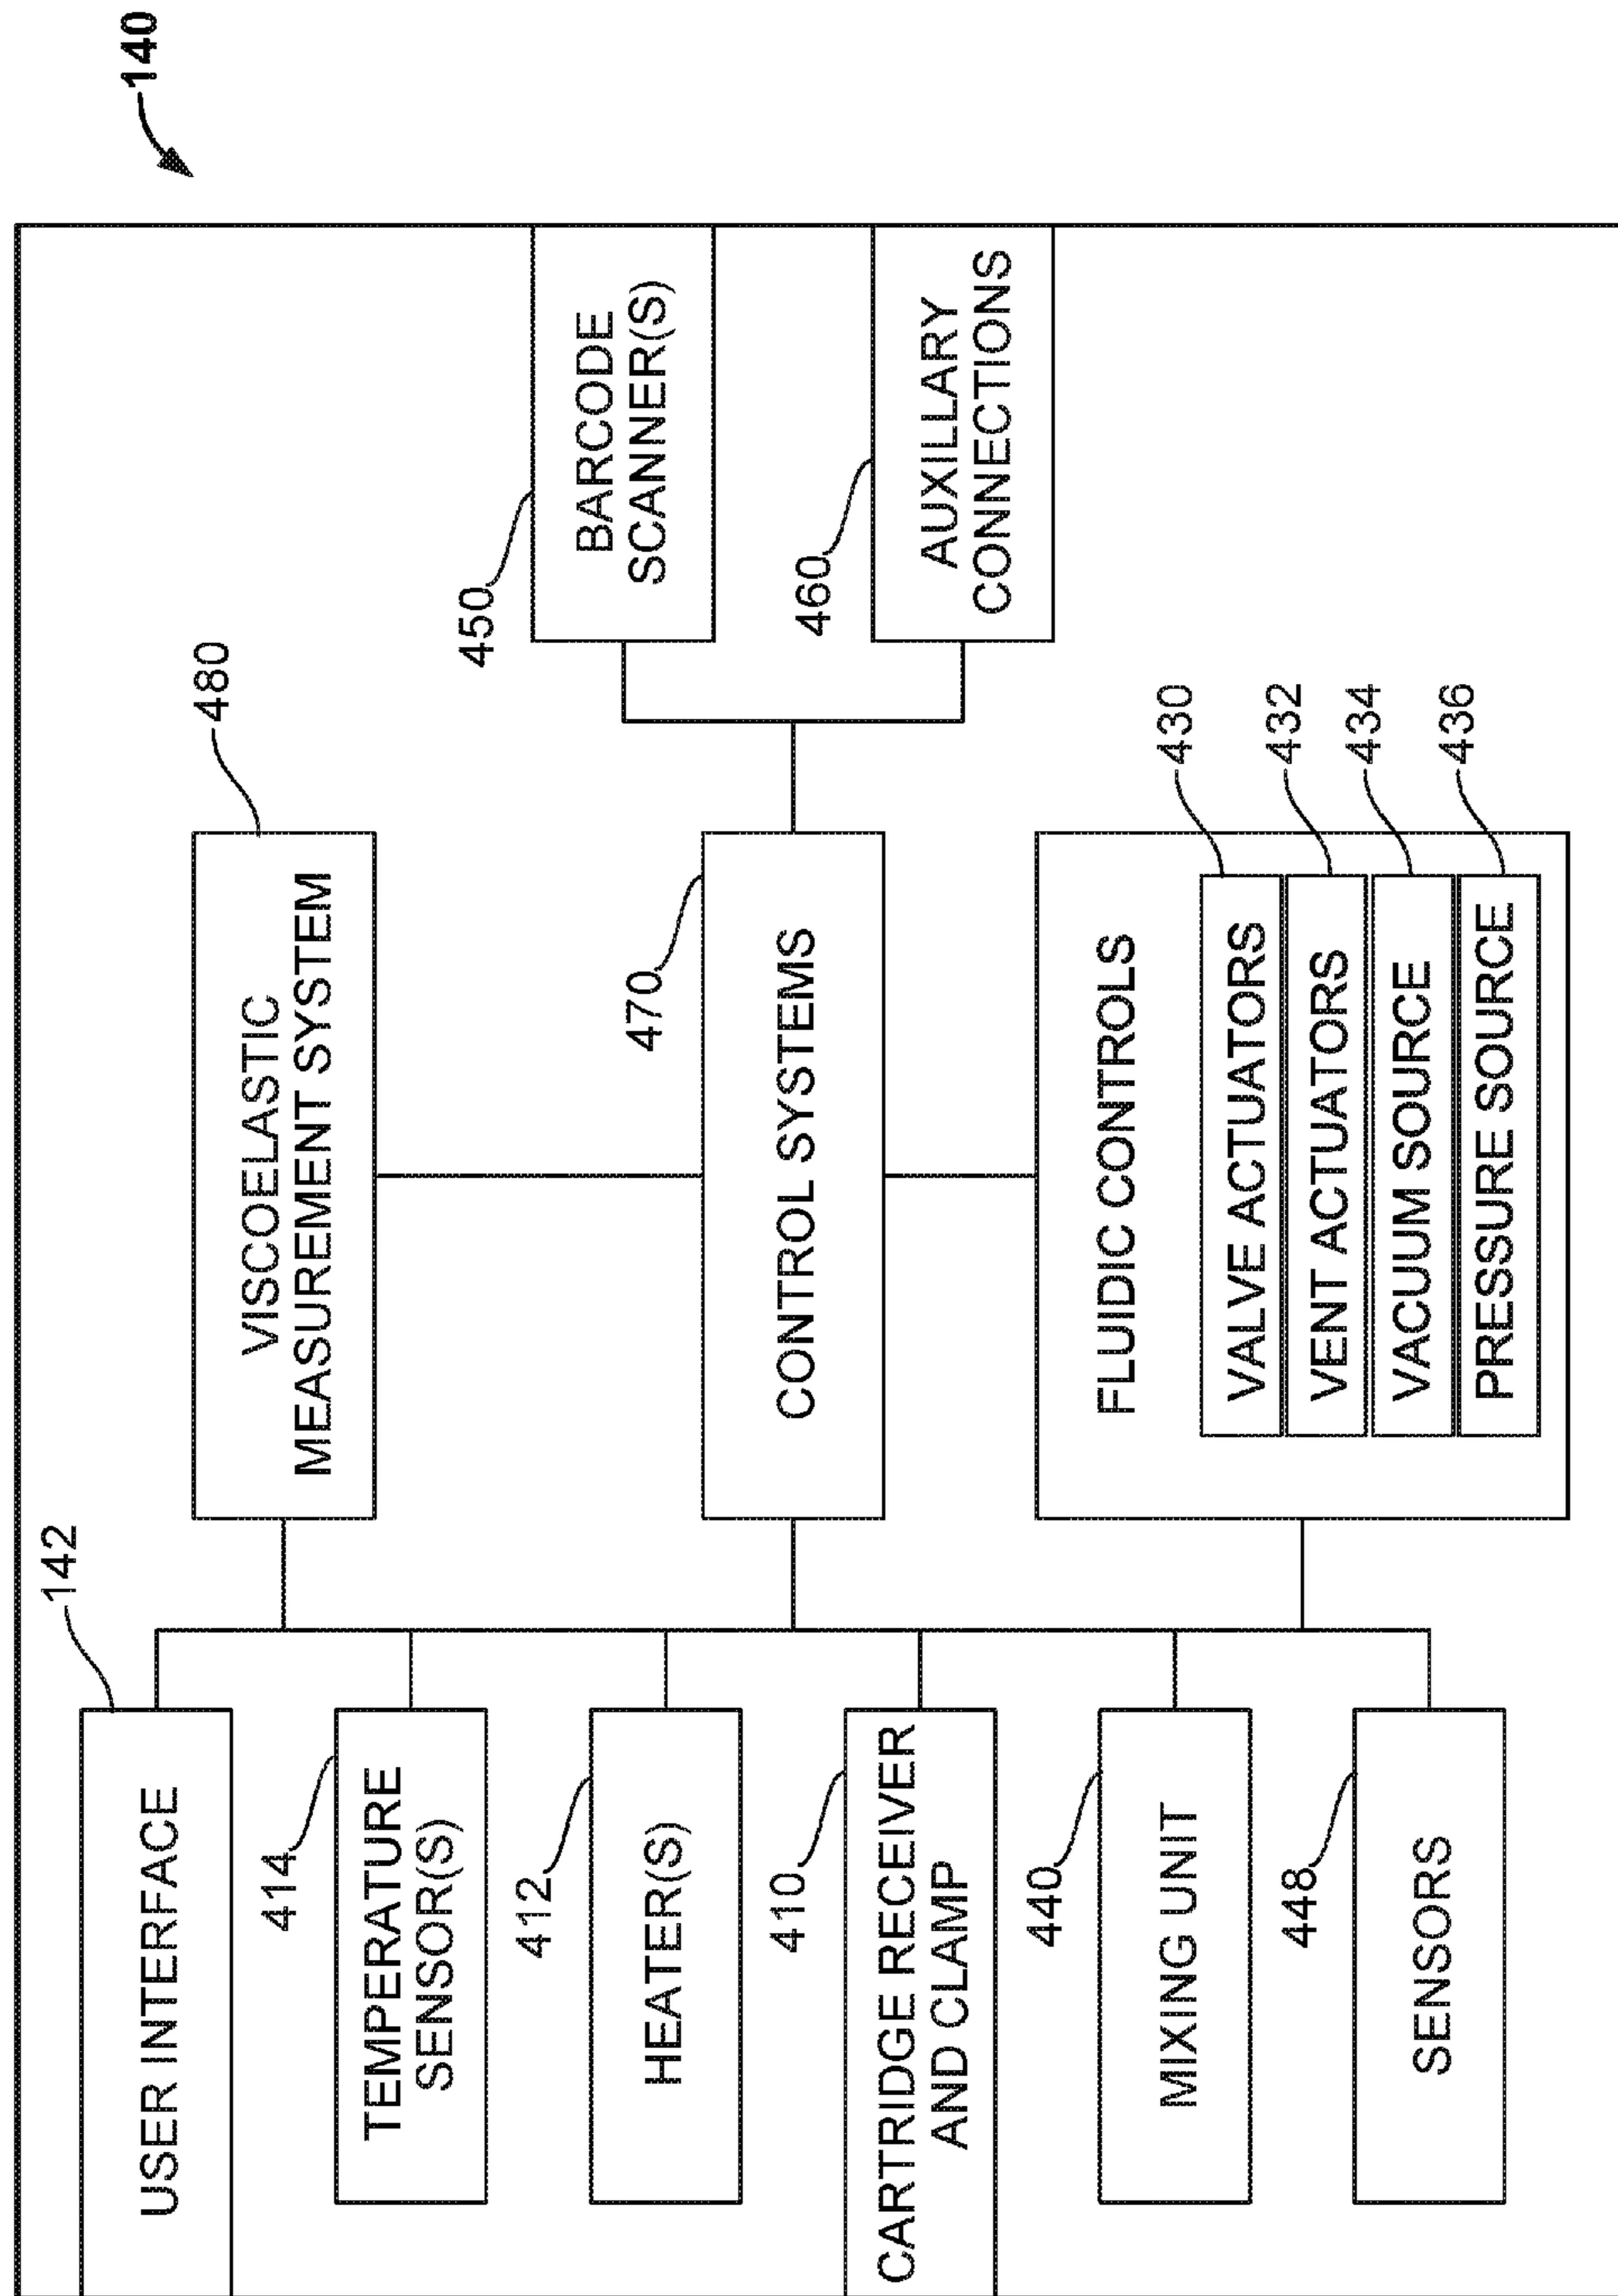 140
142
USER INTERFACE
414
TEMPERATURE
SENSOR(S)
412
HEATER(S)
410
CARTRIDGE RECEIVER
AND CLAMP
440
MIXING UNIT
448
SENSORS
480
VISCOELASTIC
MEASUREMENT SYSTEM
470
CONTROL SYSTEMS
FLUIDIC CONTROLS
VALVE ACTUATORS
430
VENT ACTUATORS
432
VACUUM SOURCE
434
PRESSURE SOURCE
436
450
BARCODE
SCANNER(S)
460
AUXILLARY
CONNECTIONS